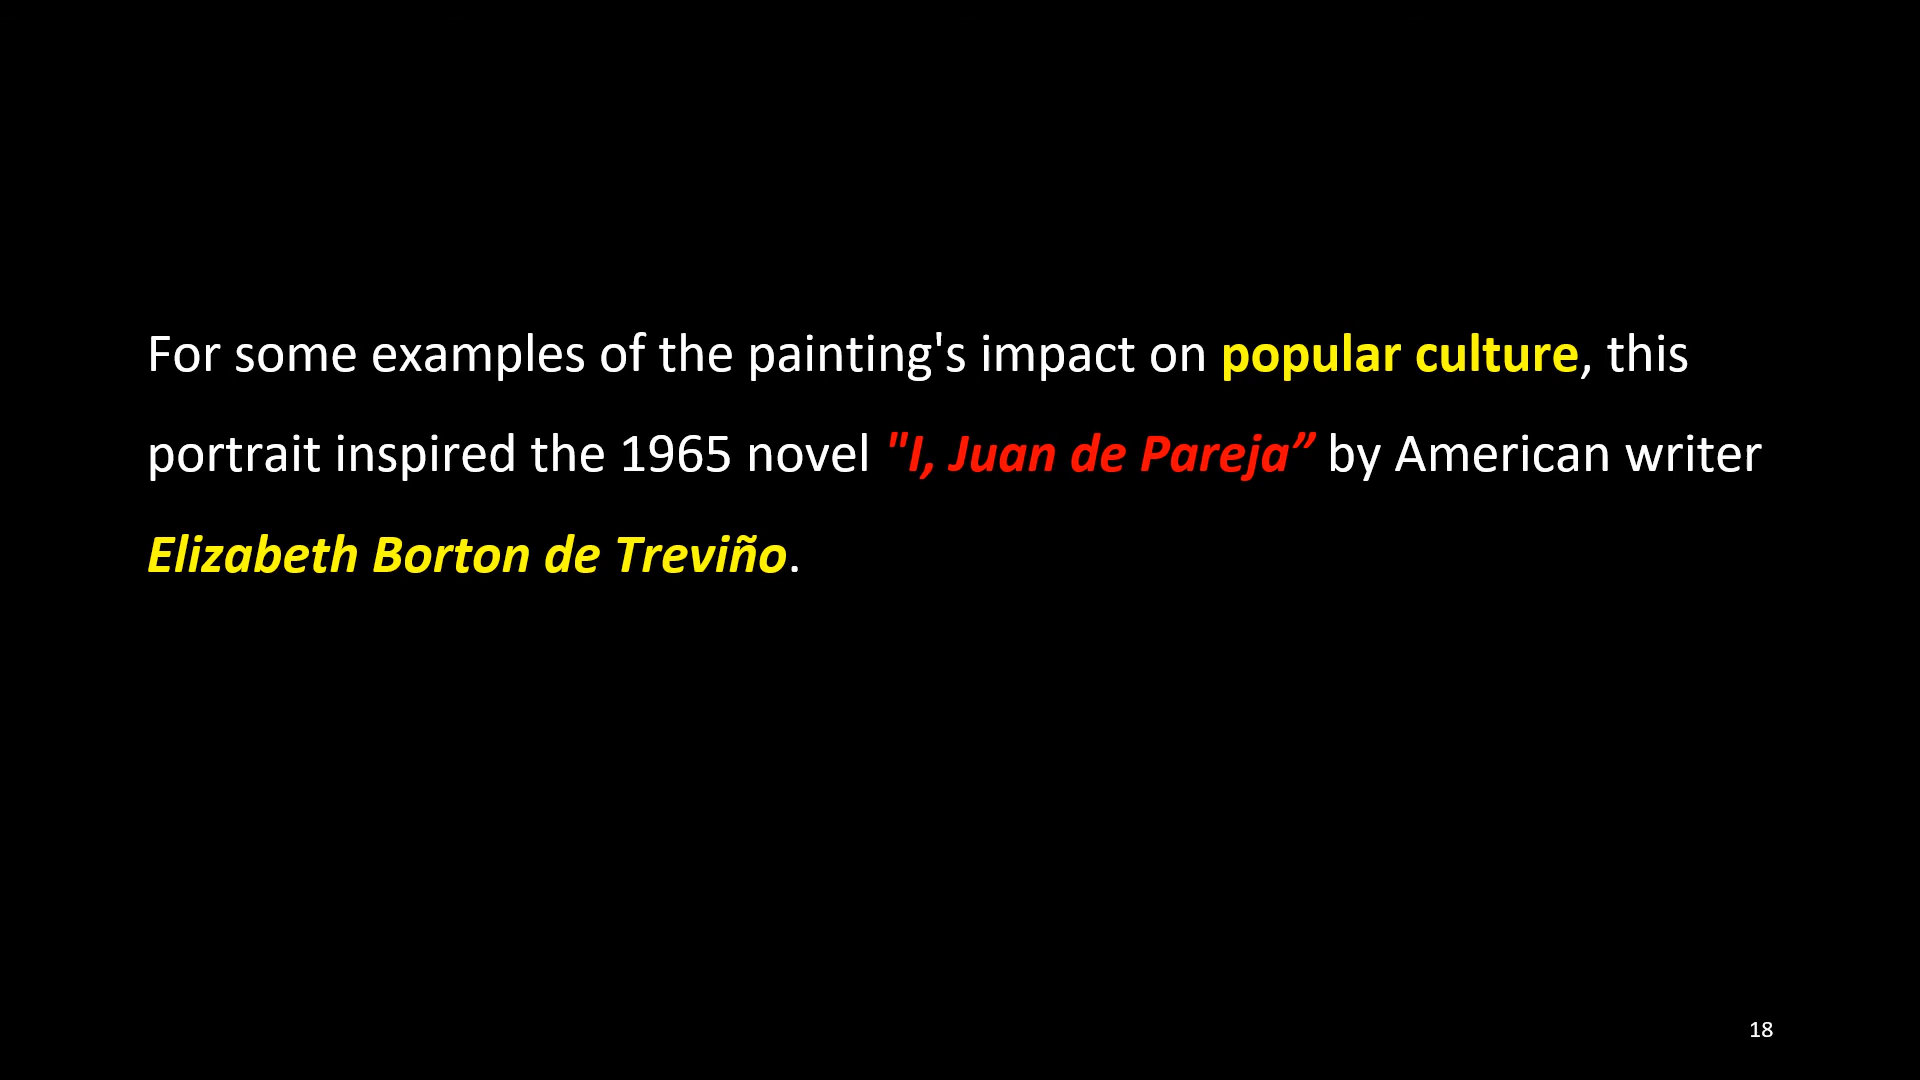 For some examples of the painting's impact on popular culture, this
portrait inspired the 1965 novel "I, Juan de Pareja” by American writer
Elizabeth Borton de Treviño.
18